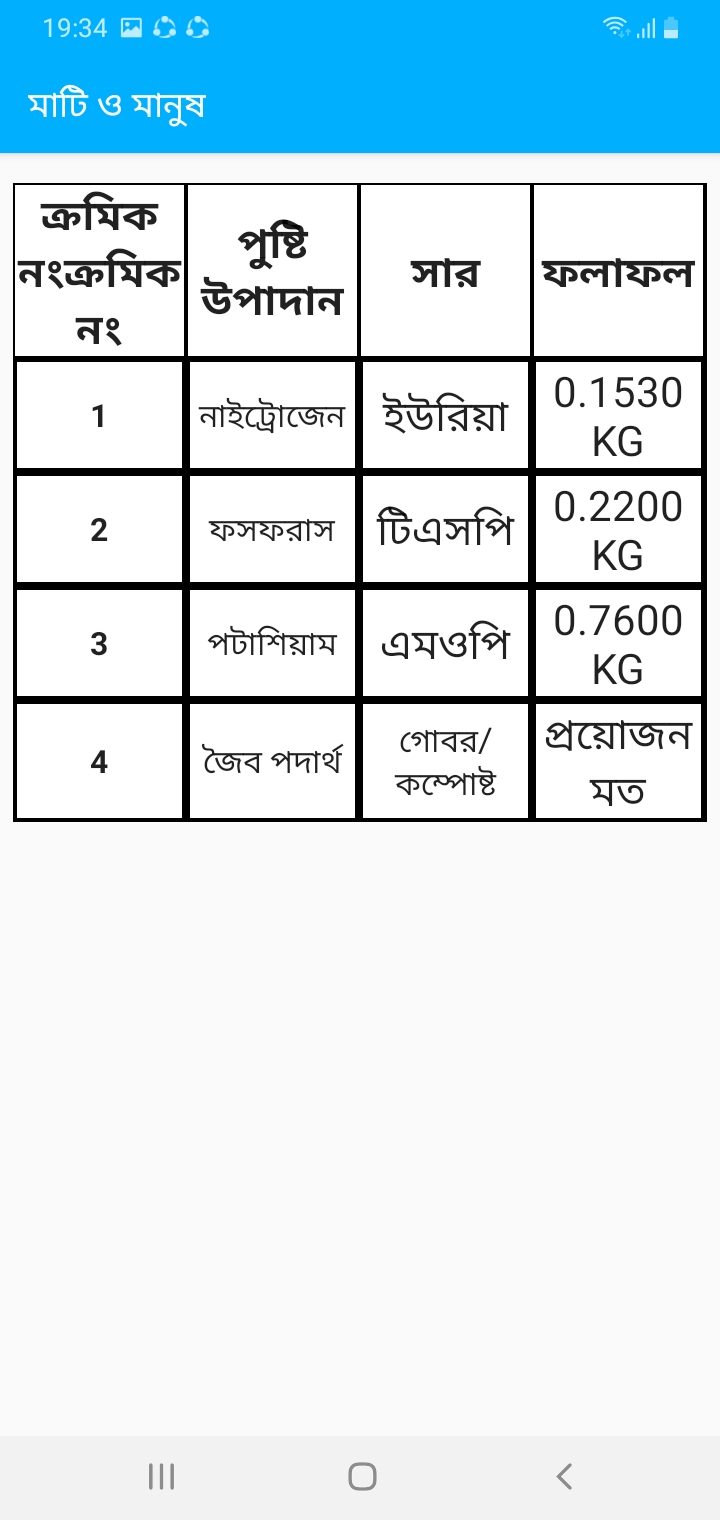 19:34
মাটি ও মানুষ
ক্রমিক
নংক্রমিক
নং
পুষ্টি
উপাদান
সার
ফলাফল
1
নাইট্রোজেন
ইউরিয়া
0.1530
KG
2
ফসফরাস
টিএসপি
0.2200
KG
3
পটাশিয়াম
এমওপি
0.7600
KG
4
জৈব পদার্থ
গোবর/
কম্পোষ্ট
প্রয়োজন
মত